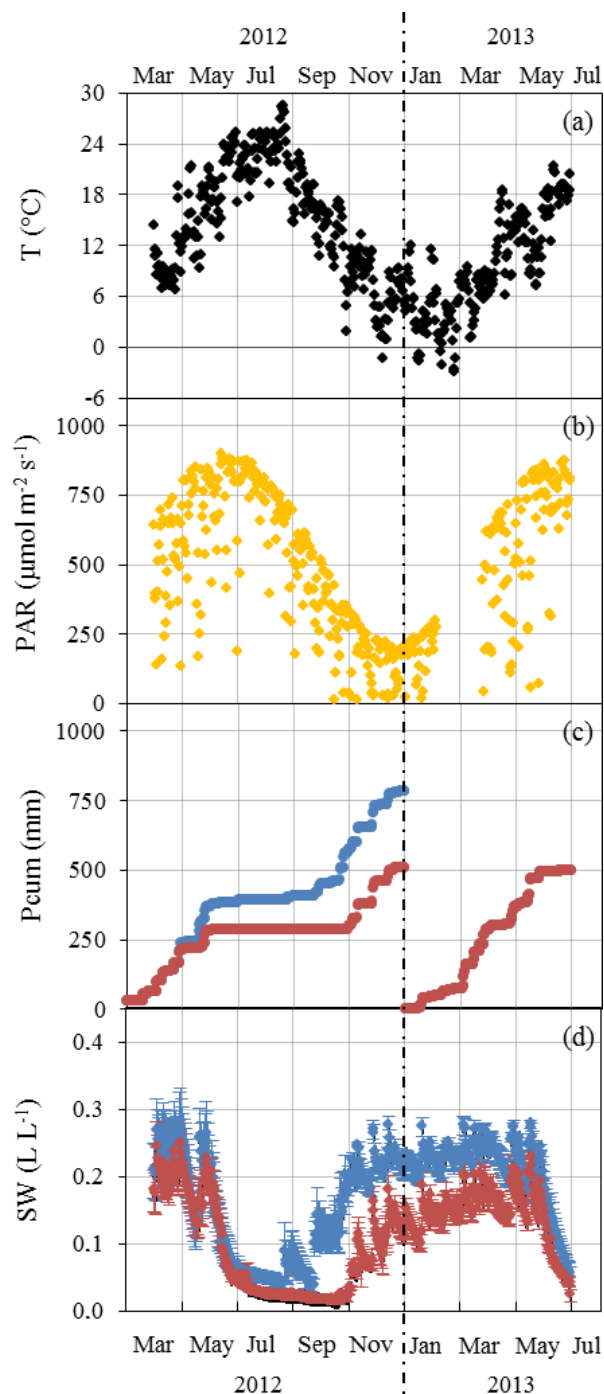 2012 2013
Mar May Jul Sep Nov Jan Mar May Jul
(a)
T (°C)
30
24
18
12
6
0
-6
(b)
PAR (μmol m⁻² s⁻¹)
1000
750
500
250
0
(c)
Pcum (mm)
1000
750
500
250
0
(d)
SW (L L⁻¹)
0.4
0.3
0.2
0.1
0.0
Mar May Jul Sep Nov Jan Mar May Jul
2012 2013